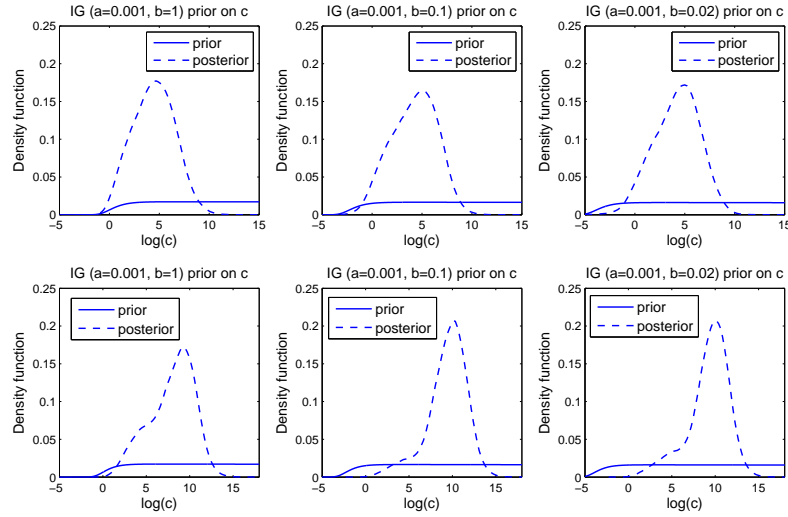 IG (a=0.001, b=1) prior on c
Density function
0.25
0.2
0.15
0.1
0.05
0
prior
posterior
−5 0 5 10 15
log(c)
IG (a=0.001, b=0.1) prior on c
Density function
0.25
0.2
0.15
0.1
0.05
0
prior
posterior
−5 0 5 10 15
log(c)
IG (a=0.001, b=0.02) prior on c
Density function
0.25
0.2
0.15
0.1
0.05
0
prior
posterior
−5 0 5 10 15
log(c)
IG (a=0.001, b=1) prior on c
Density function
0.25
0.2
0.15
0.1
0.05
0
prior
posterior
−5 0 5 10 15
log(c)
IG (a=0.001, b=0.1) prior on c
Density function
0.25
0.2
0.15
0.1
0.05
0
prior
posterior
−5 0 5 10 15
log(c)
IG (a=0.001, b=0.02) prior on c
Density function
0.25
0.2
0.15
0.1
0.05
0
prior
posterior
−5 0 5 10 15
log(c)